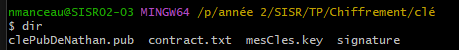 nmanceau@SISR02-03 MINGW64 /p/année 2/SISR/TP/Chiffrement/clé
$ dir
clePubDeNathan.pub  contract.txt  mesCles.key  signature